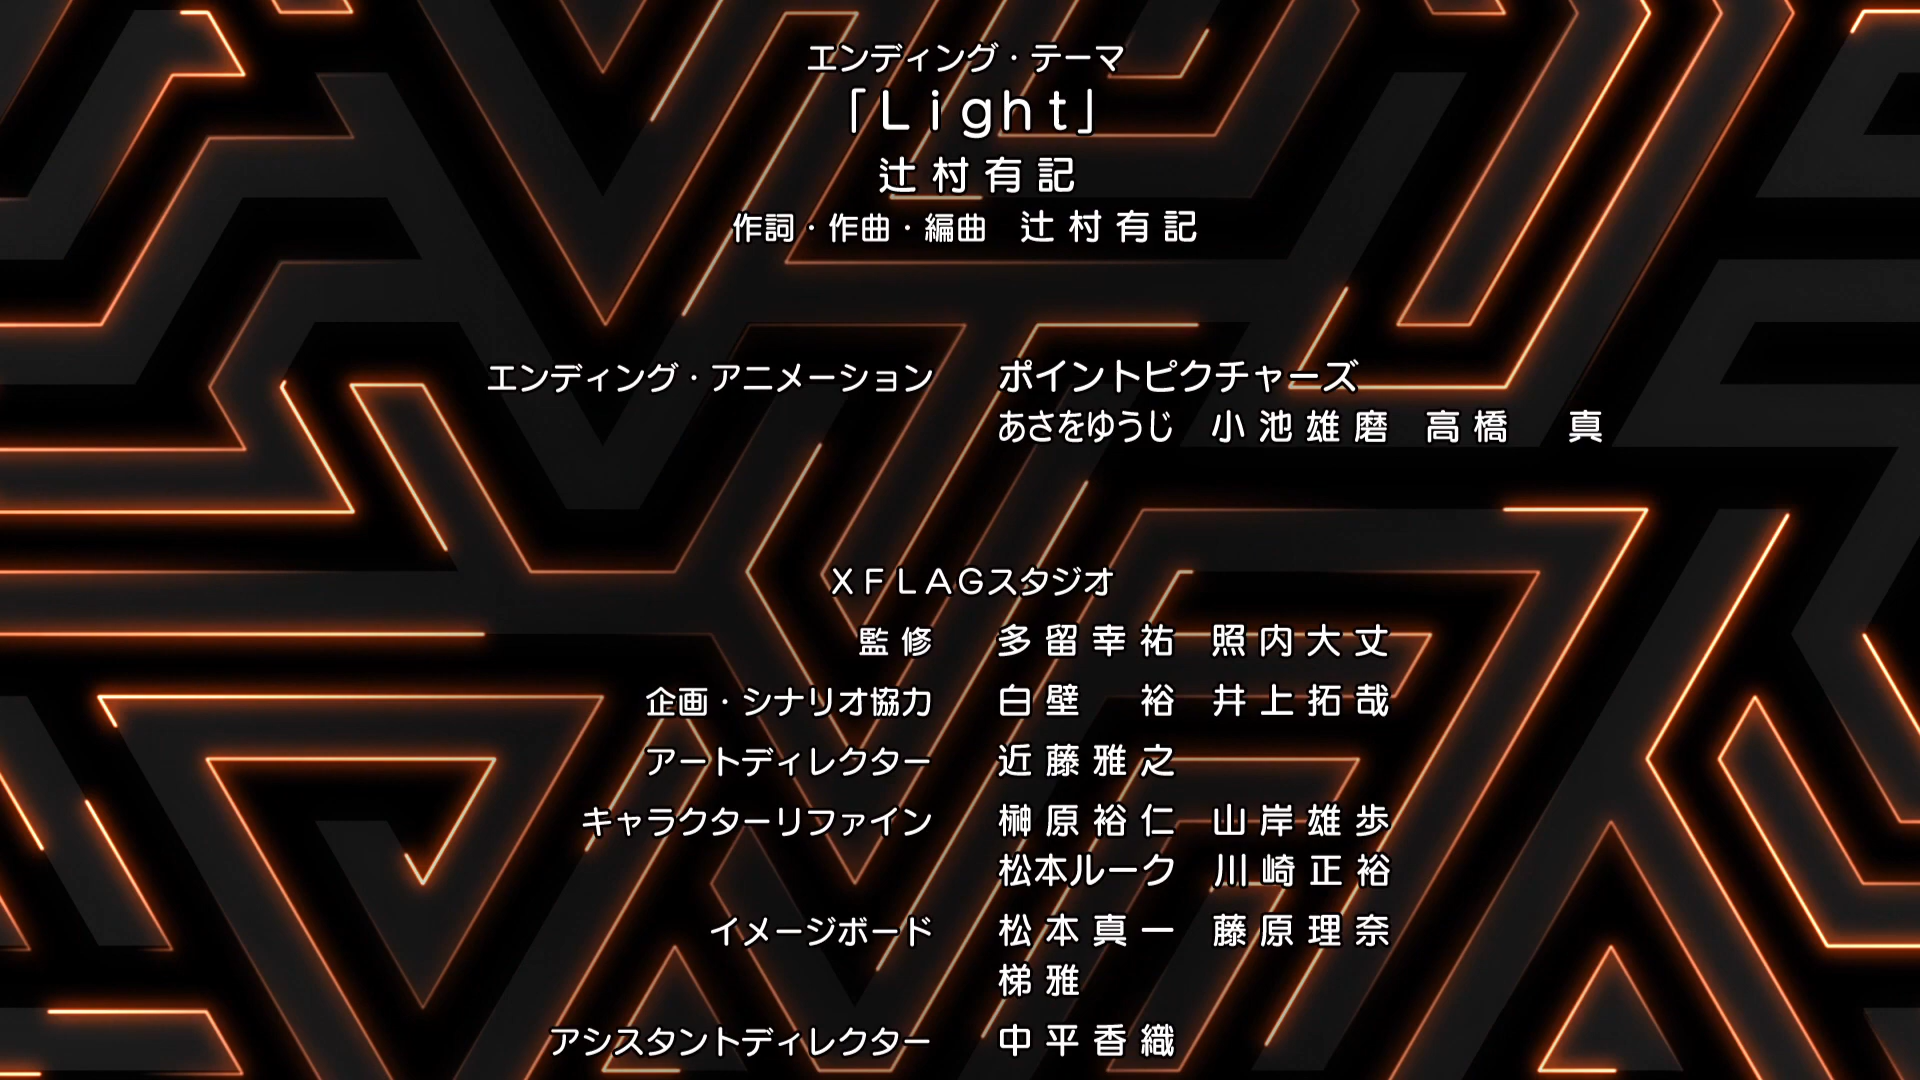 エンディング・テーマ
「Light」
辻村有記
作詞・作曲・編曲　辻村有記
エンディング・アニメーション　ポイントピクチャーズ
あさをゆうじ　小池雄磨　高橋　真
XFLAGスタジオ
監修　多留幸祐　照内大丈
企画・シナリオ協力　白壁　裕　井上拓哉
アートディレクター　近藤雅之
キャラクターリファイン　榊原裕仁　山岸雄歩
松本ルーク　川崎正裕
イメージボード　松本真一　藤原理奈
梯雅
アシスタントディレクター　中平香織